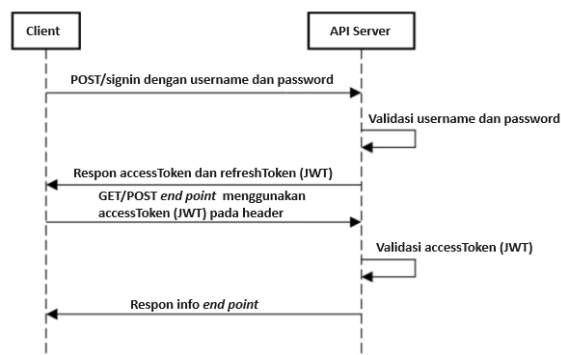 Client
API Server
POST/signin dengan username dan password
Validasi username dan password
Respon accessToken dan refreshToken (JWT)
GET/POST end point menggunakan
accessToken (JWT) pada header
Validasi accessToken (JWT)
Respon info end point